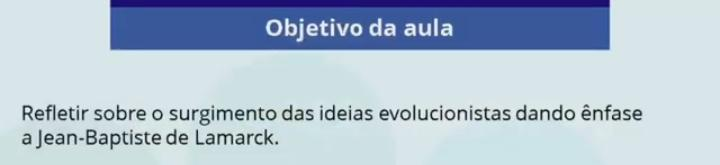 Objetivo da aula
Refletir sobre o surgimento das ideias evolucionistas dando ênfase
a Jean-Baptiste de Lamarck.